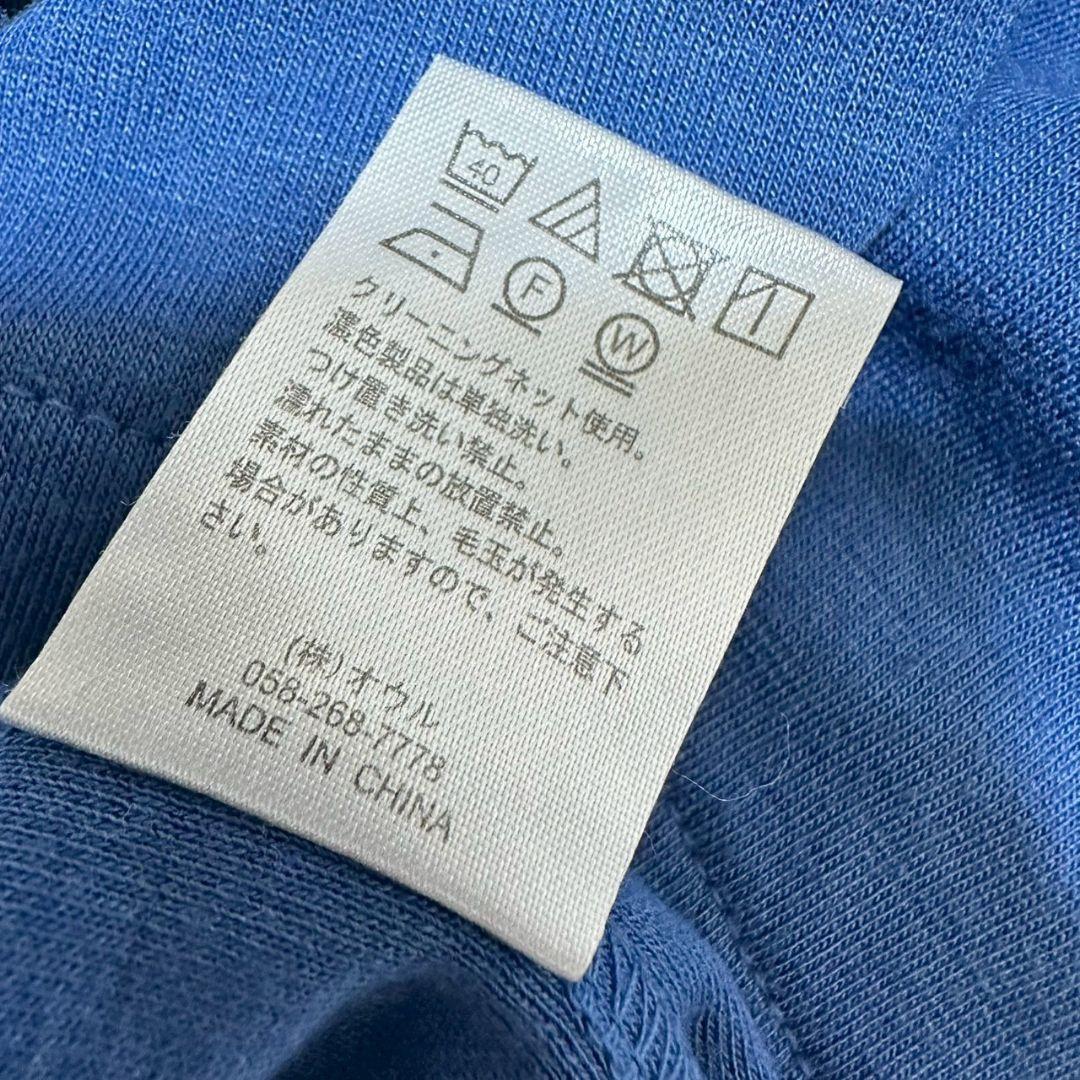 40
F
W
クリーニングネット使用。
濃色製品は単独洗い。
つけ置き洗い禁止。
濡れたままの放置禁止。
素材の性質上、毛玉が発生する
場合がありますので、ご注意下
さい。
(株)オウル
058-268-7778
MADE IN CHINA